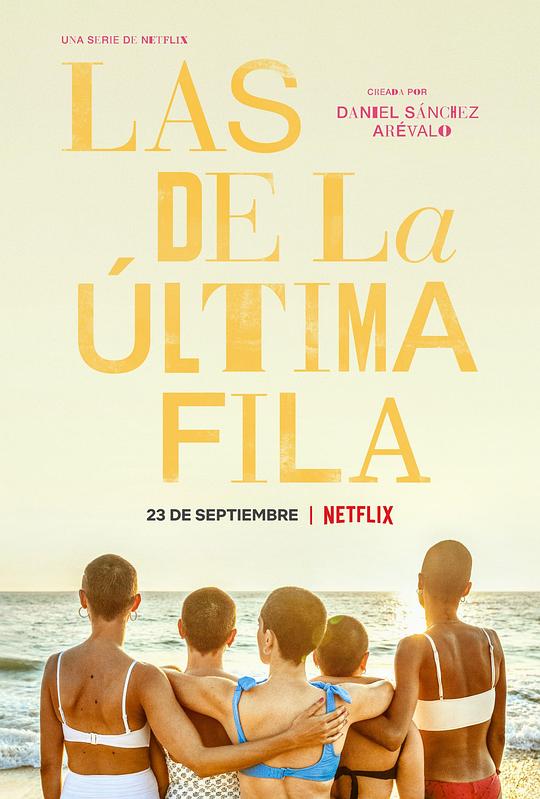 UNA SERIE DE NETFLIX
LAS
CREADA POR
DANIEL SÁNCHEZ
ARÉVALO
DE La
ÚLTIMA
FILA
23 DE SEPTIEMBRE | NETFLIX